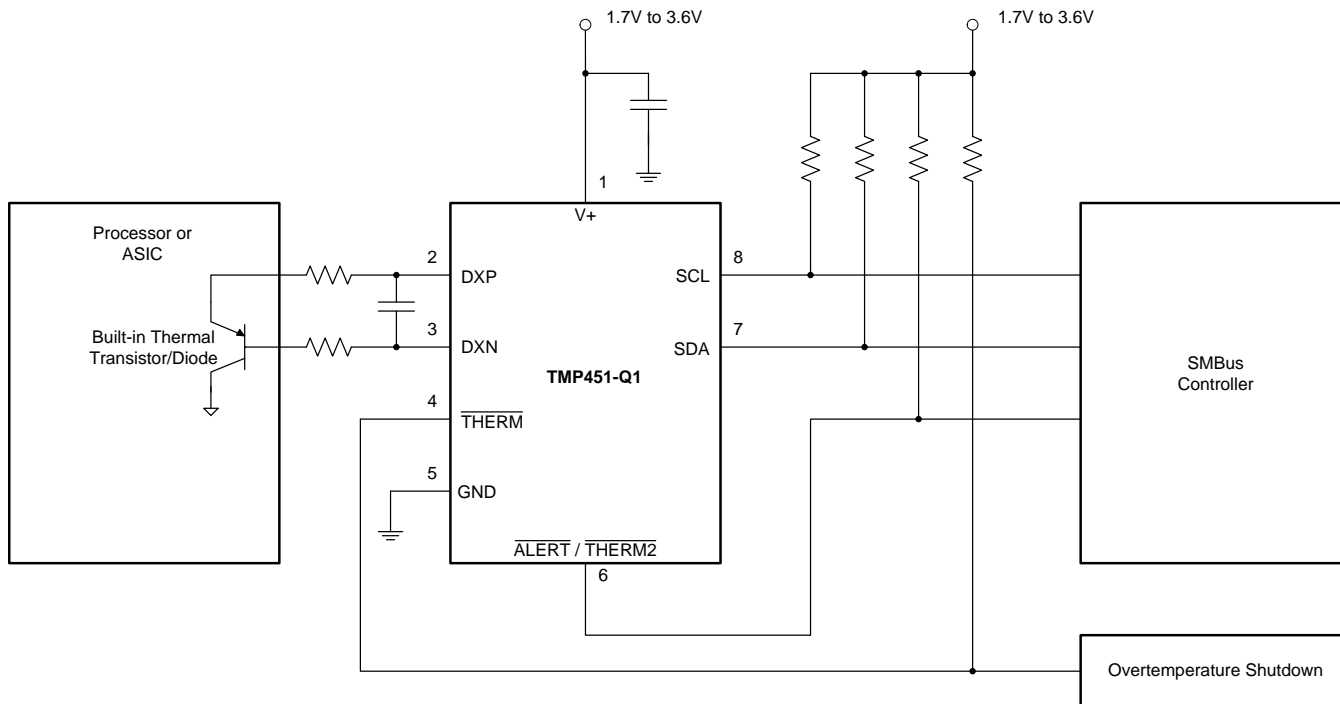 1.7V to 3.6V
1.7V to 3.6V
1
V+
Processor or
ASIC
Built-in Thermal
Transistor/Diode
2
DXP
3
DXN
4
THERM
5
GND
TMP451-Q1
8
SCL
7
SDA
ALERT / THERM2
6
SMBus
Controller
Overtemperature Shutdown